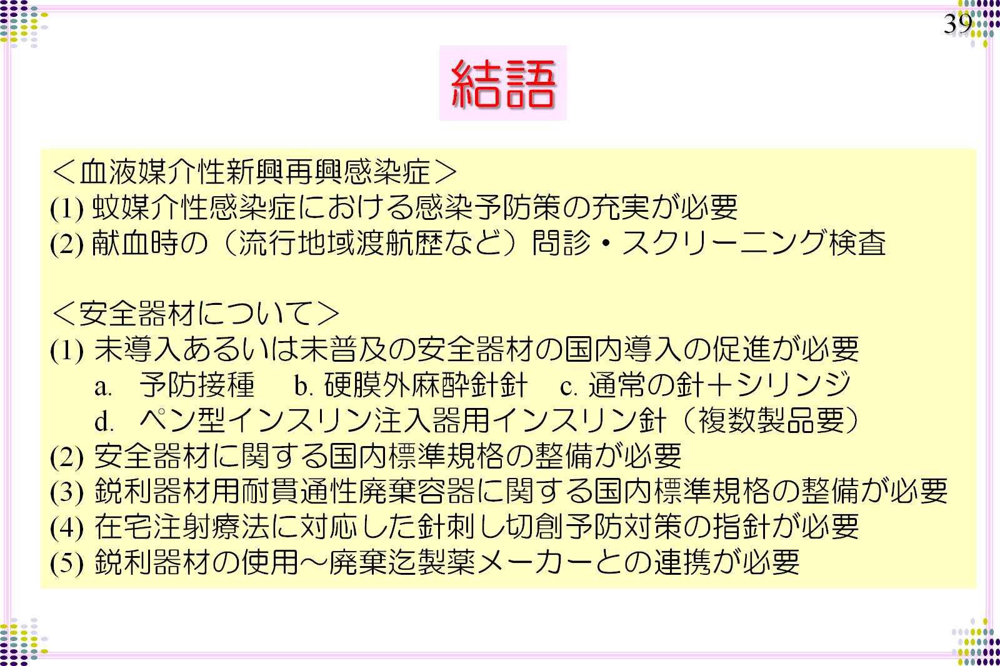 39
結語
＜血液媒介性新興再興感染症＞
(1) 蚊媒介性感染症における感染予防策の充実が必要
(2) 献血時の（流行地域渡航歴など）問診・スクリーニング検査
＜安全器材について＞
(1) 未導入あるいは未普及の安全器材の国内導入の促進が必要
a. 予防接種 b. 硬膜外麻酔針針 c. 通常の針＋シリンジ
d. ペン型インスリン注入器用インスリン針（複数製品要）
(2) 安全器材に関する国内標準規格の整備が必要
(3) 鋭利器材用耐貫通性廃棄容器に関する国内標準規格の整備が必要
(4) 在宅注射療法に対応した針刺し切創予防対策の指針が必要
(5) 鋭利器材の使用～廃棄迄製薬メーカーとの連携が必要